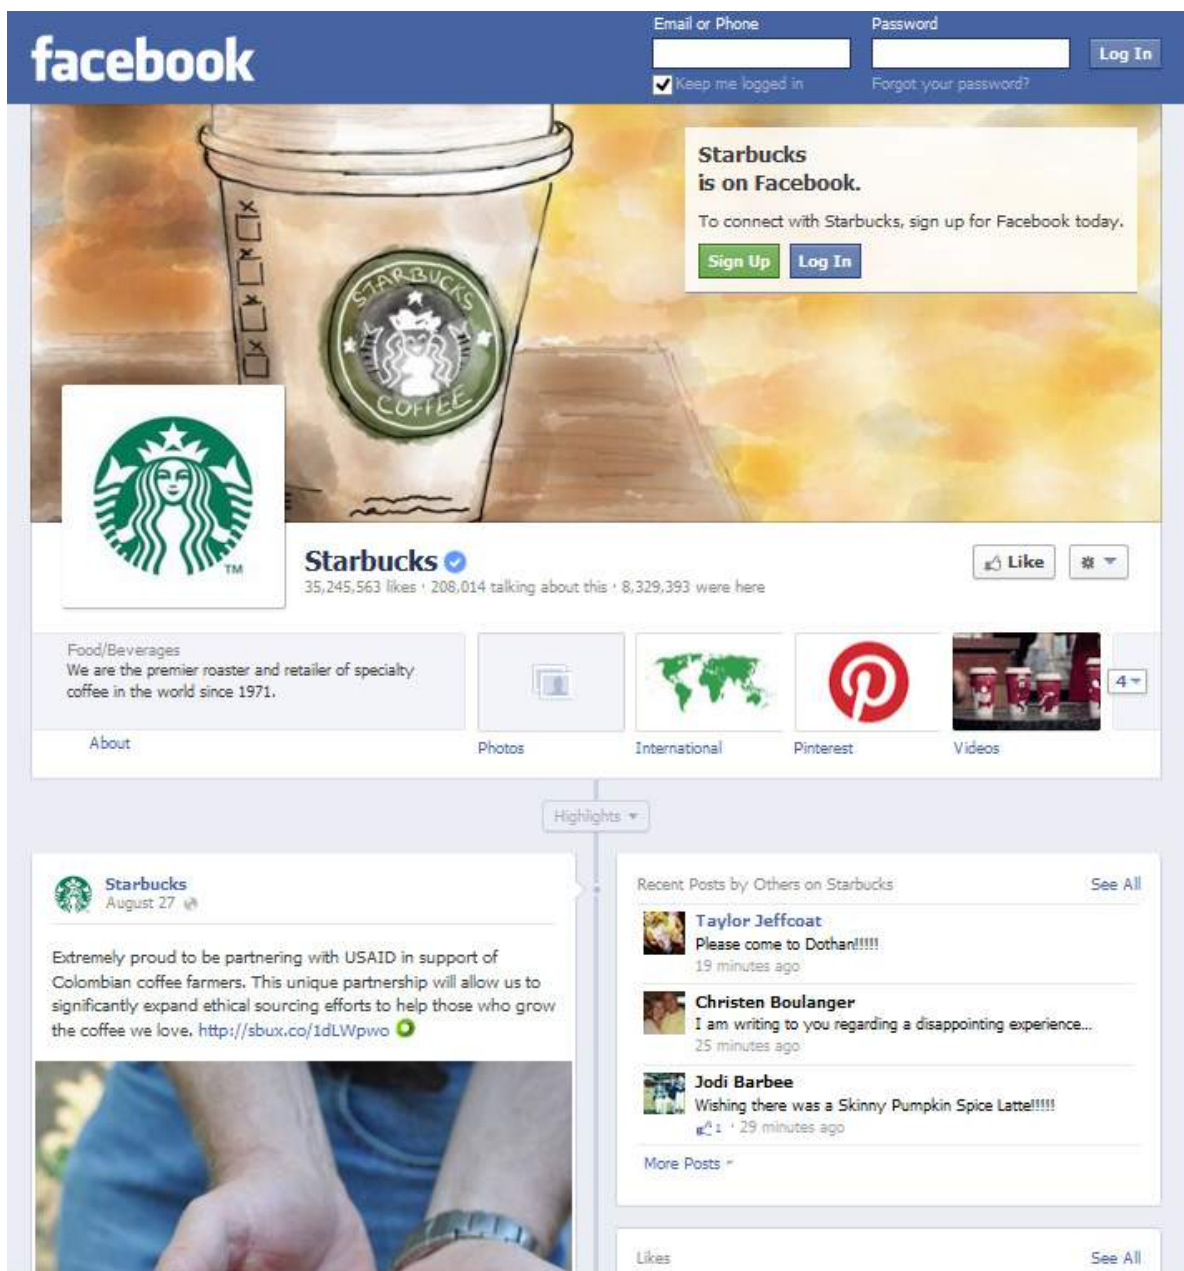 facebook
Email or Phone
Password
Log In
Keep me logged in
Forgot your password?
Starbucks
is on Facebook.
To connect with Starbucks, sign up for Facebook today.
Sign Up
Log In
STARBUCKS
COFFEE
TM
Starbucks
35,245,563 likes · 208,014 talking about this · 8,329,393 were here
Like
Food/Beverages
We are the premier roaster and retailer of specialty
coffee in the world since 1971.
About
Photos
International
Pinterest
Videos
4
Highlights
Starbucks
August 27
Extremely proud to be partnering with USAID in support of
Colombian coffee farmers. This unique partnership will allow us to
significantly expand ethical sourcing efforts to help those who grow
the coffee we love. http://sbux.co/1dLWpwo
Recent Posts by Others on Starbucks
See All
Taylor Jeffcoat
Please come to Dothan!!!!!
19 minutes ago
Christen Boulanger
I am writing to you regarding a disappointing experience...
25 minutes ago
Jodi Barbee
Wishing there was a Skinny Pumpkin Spice Latte!!!!!
1 · 29 minutes ago
More Posts
Likes
See All